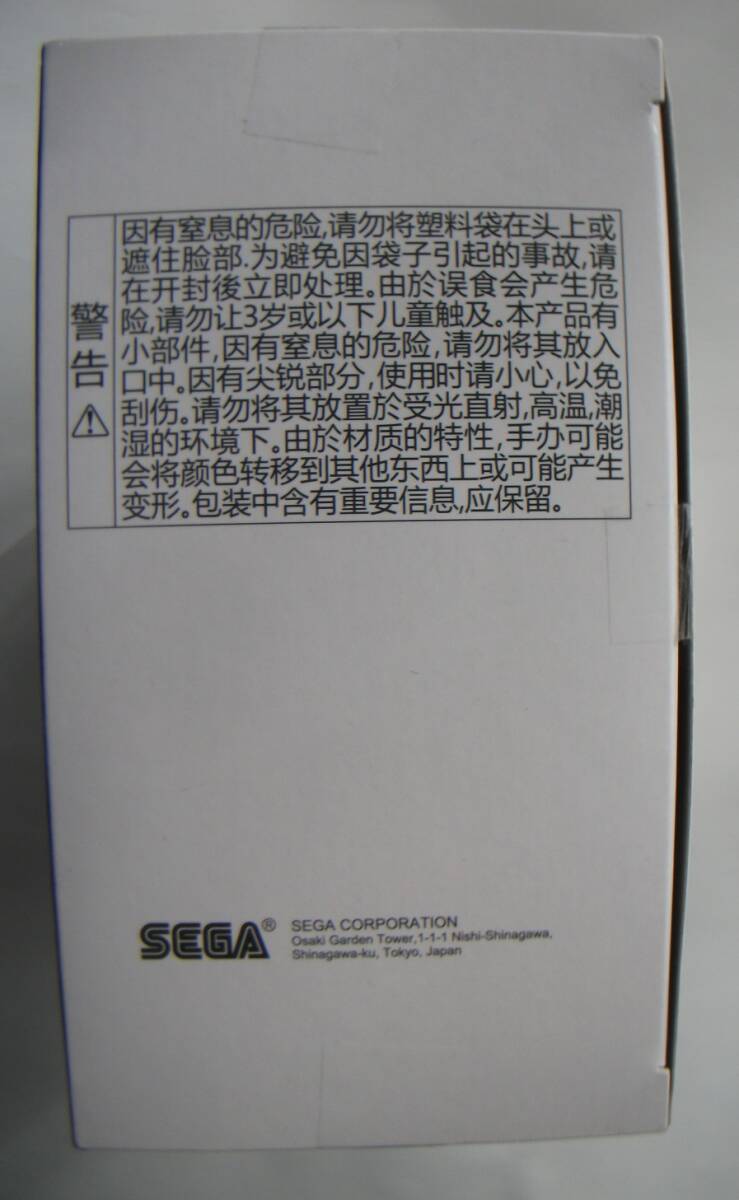 警告
因有窒息的危险,请勿将塑料袋在头上或
遮住脸部.为避免因袋子引起的事故,请
在开封後立即处理。由於误食会产生危
险,请勿让3岁或以下儿童触及。本产品有
小部件,因有窒息的危险,请勿将其放入
口中。因有尖锐部分,使用时请小心,以免
刮伤。请勿将其放置於受光直射,高温,潮
湿的环境下。由於材质的特性,手办可能
会将颜色转移到其他东西上或可能产生
变形。包装中含有重要信息,应保留。
SEGA® SEGA CORPORATION
Osaki Garden Tower,1-1-1 Nishi-Shinagawa,
Shinagawa-ku, Tokyo, Japan